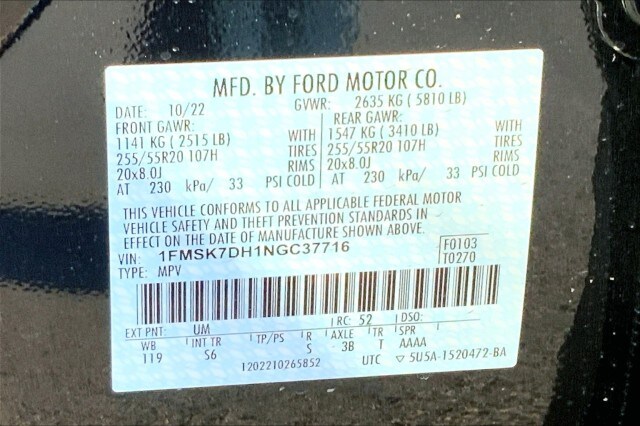 MFD. BY FORD MOTOR CO.
DATE: 10/22 GVWR: 2635 KG ( 5810 LB)
FRONT GAWR: REAR GAWR:
1141 KG ( 2515 LB) WITH 1547 KG ( 3410 LB) WITH
255/55R20 107H TIRES 255/55R20 107H TIRES
20x8.0J RIMS 20x8.0J RIMS
AT 230 kPa/ 33 PSI COLD AT 230 kPa/ 33 PSI COLD
THIS VEHICLE CONFORMS TO ALL APPLICABLE FEDERAL MOTOR
VEHICLE SAFETY AND THEFT PREVENTION STANDARDS IN
EFFECT ON THE DATE OF MANUFACTURE SHOWN ABOVE.
VIN: 1FMSK7DH1NGC37716 F0103
TYPE: MPV T0270
EXT PNT: UM RC: 52 DSO:
WB INT TR TP/PS R AXLE TR SPR
119 S6 S 3B T AAAA
1202210265852 UTC ▽ 5U5A-1520472-BA